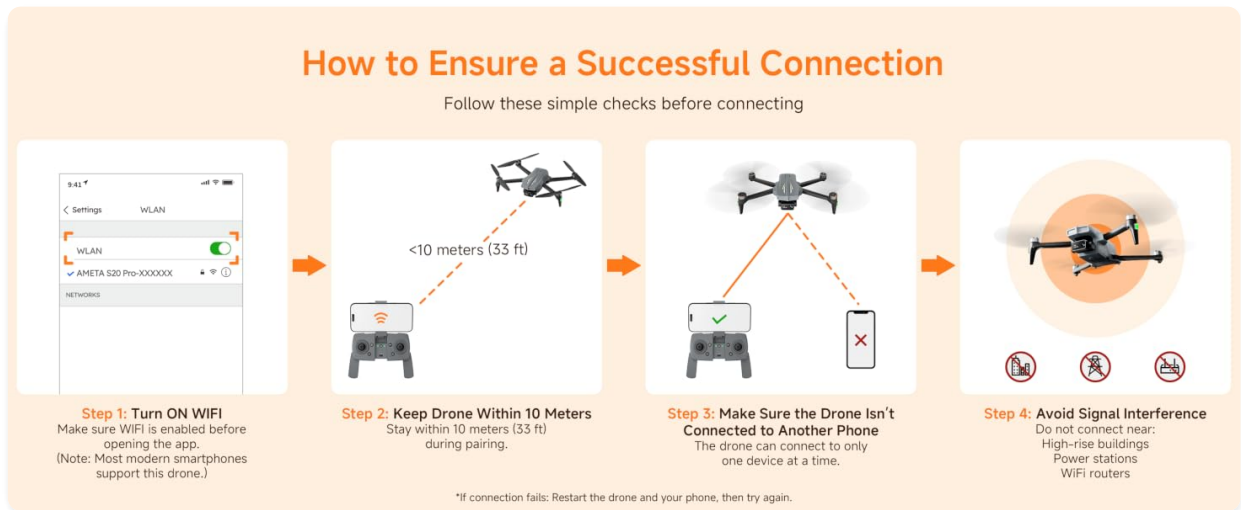 How to Ensure a Successful Connection
Follow these simple checks before connecting
9:41
Settings
WLAN
WLAN
AMETA S20 Pro-XXXXXX
NETWORKS
Step 1: Turn ON WIFI
Make sure WIFI is enabled before
opening the app.
(Note: Most modern smartphones
support this drone.)
<10 meters (33 ft)
Step 2: Keep Drone Within 10 Meters
Stay within 10 meters (33 ft)
during pairing.
Step 3: Make Sure the Drone Isn't
Connected to Another Phone
The drone can connect to only
one device at a time.
Step 4: Avoid Signal Interference
Do not connect near:
High-rise buildings
Power stations
WiFi routers
*If connection fails: Restart the drone and your phone, then try again.